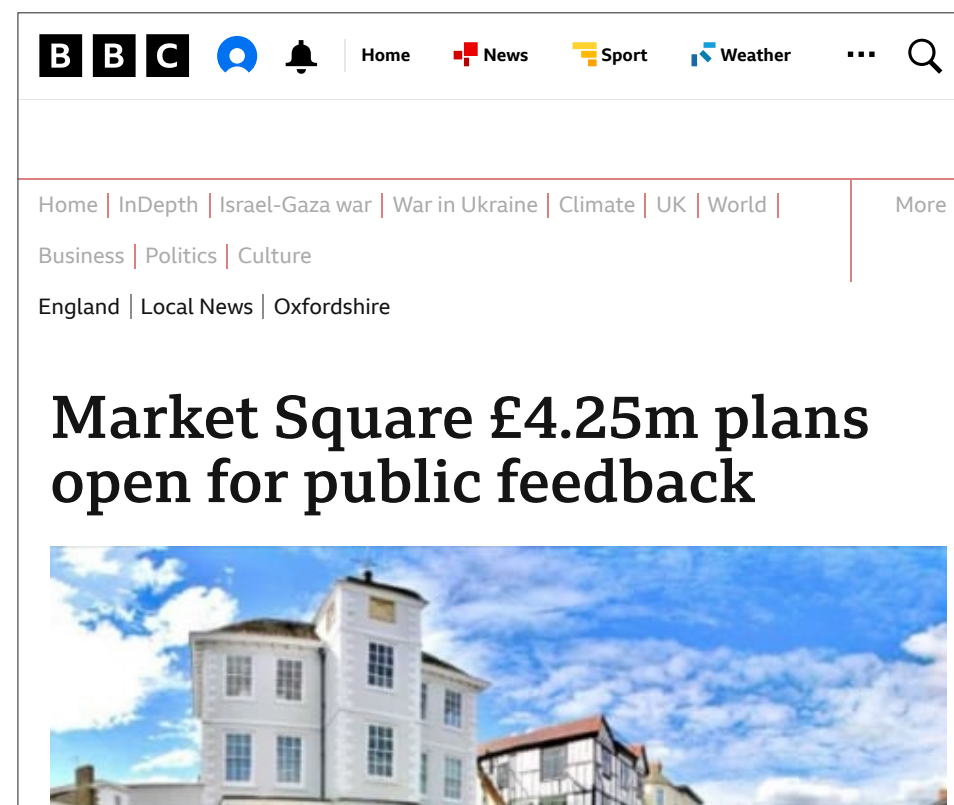 BBC Home News Sport Weather
Home InDepth Israel-Gaza war War in Ukraine Climate UK World More
Business Politics Culture
England Local News Oxfordshire
Market Square £4.25m plans
open for public feedback